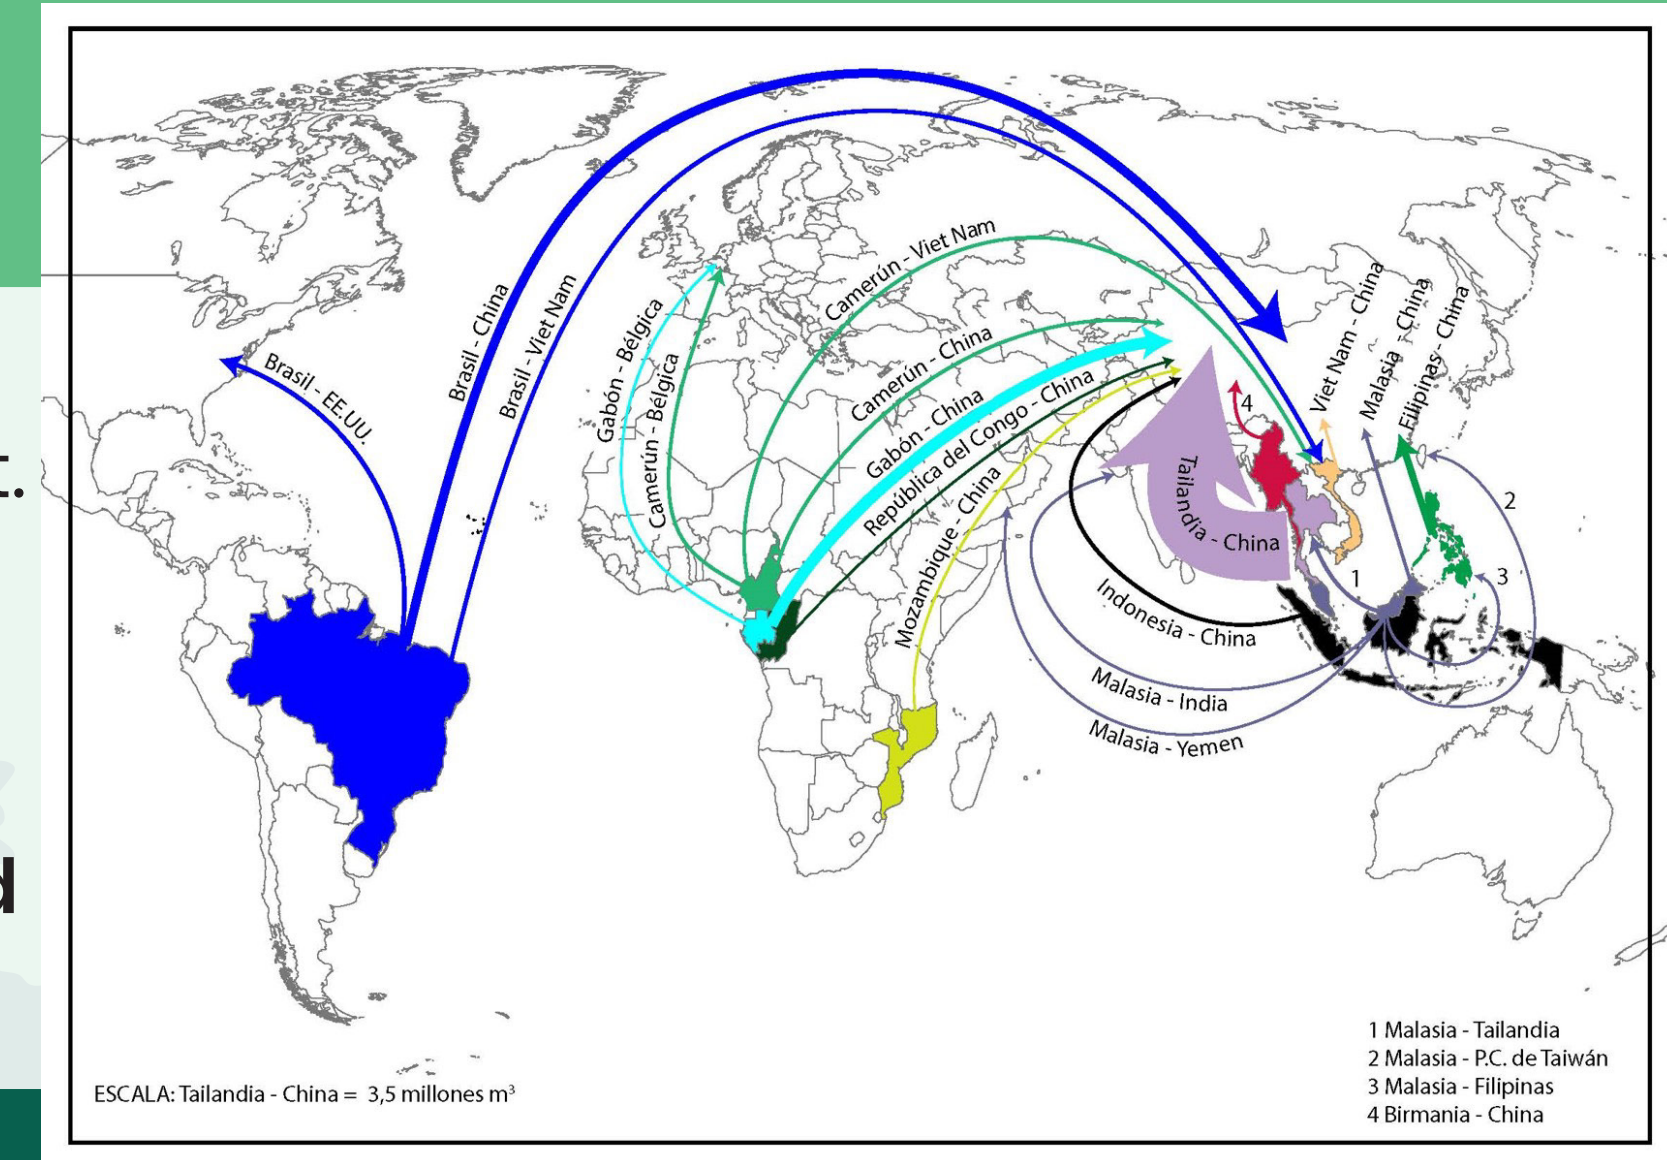 t.
d
Brasil - EE.UU.
Brasil - China
Brasil - Viet Nam
Gabón - Bélgica
Camerún - Bélgica
Camerún - Viet Nam
Camerún - China
Gabón - China
República del Congo - China
Mozambique - China
Tailandia - China
4
Viet Nam - China
Malasia - China
Filipinas - China
2
3
1
Indonesia - China
Malasia - India
Malasia - Yemen
ESCALA: Tailandia - China = 3,5 millones m³
1 Malasia - Tailandia
2 Malasia - P.C. de Taiwán
3 Malasia - Filipinas
4 Birmania - China